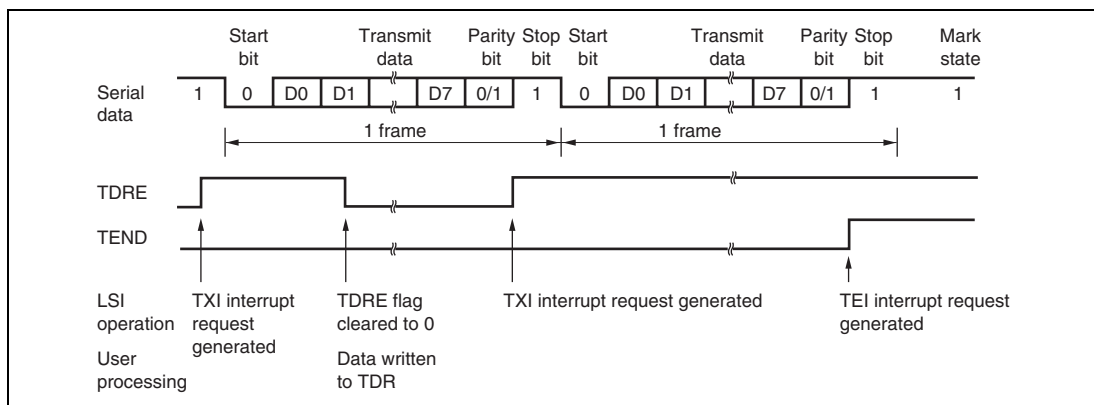 Start bit
Transmit data
Parity bit
Stop bit
Start bit
Transmit data
Parity bit
Stop bit
Mark state
Serial data
1 0 D0 D1 D7 0/1 1 0 D0 D1 D7 0/1 1 1
1 frame
1 frame
TDRE
TEND
LSI operation
TXI interrupt request generated
TDRE flag cleared to 0
TXI interrupt request generated
TEI interrupt request generated
User processing
Data written to TDR